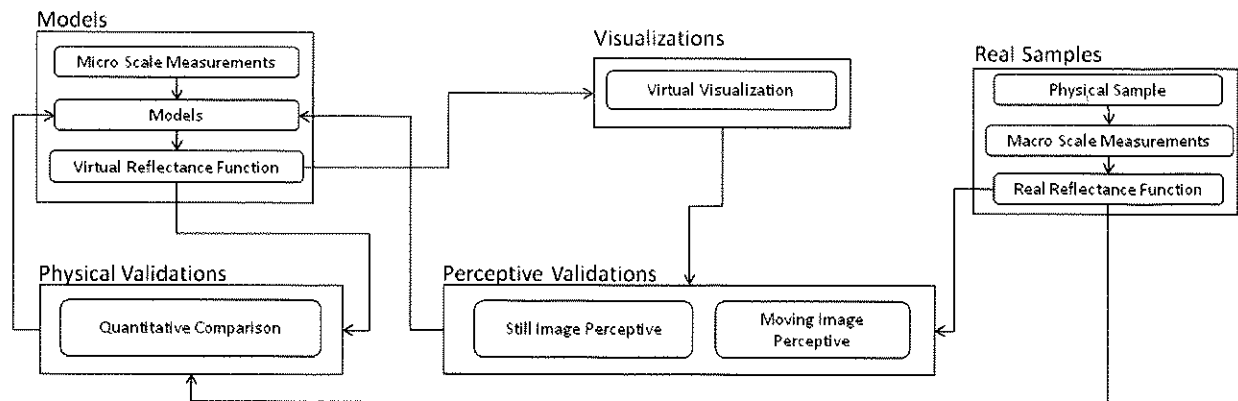 Models
Micro Scale Measurements
Models
Virtual Reflectance Function
Visualizations
Virtual Visualization
Real Samples
Physical Sample
Macro Scale Measurements
Real Reflectance Function
Physical Validations
Quantitative Comparison
Perceptive Validations
Still Image Perceptive
Moving Image
Perceptive